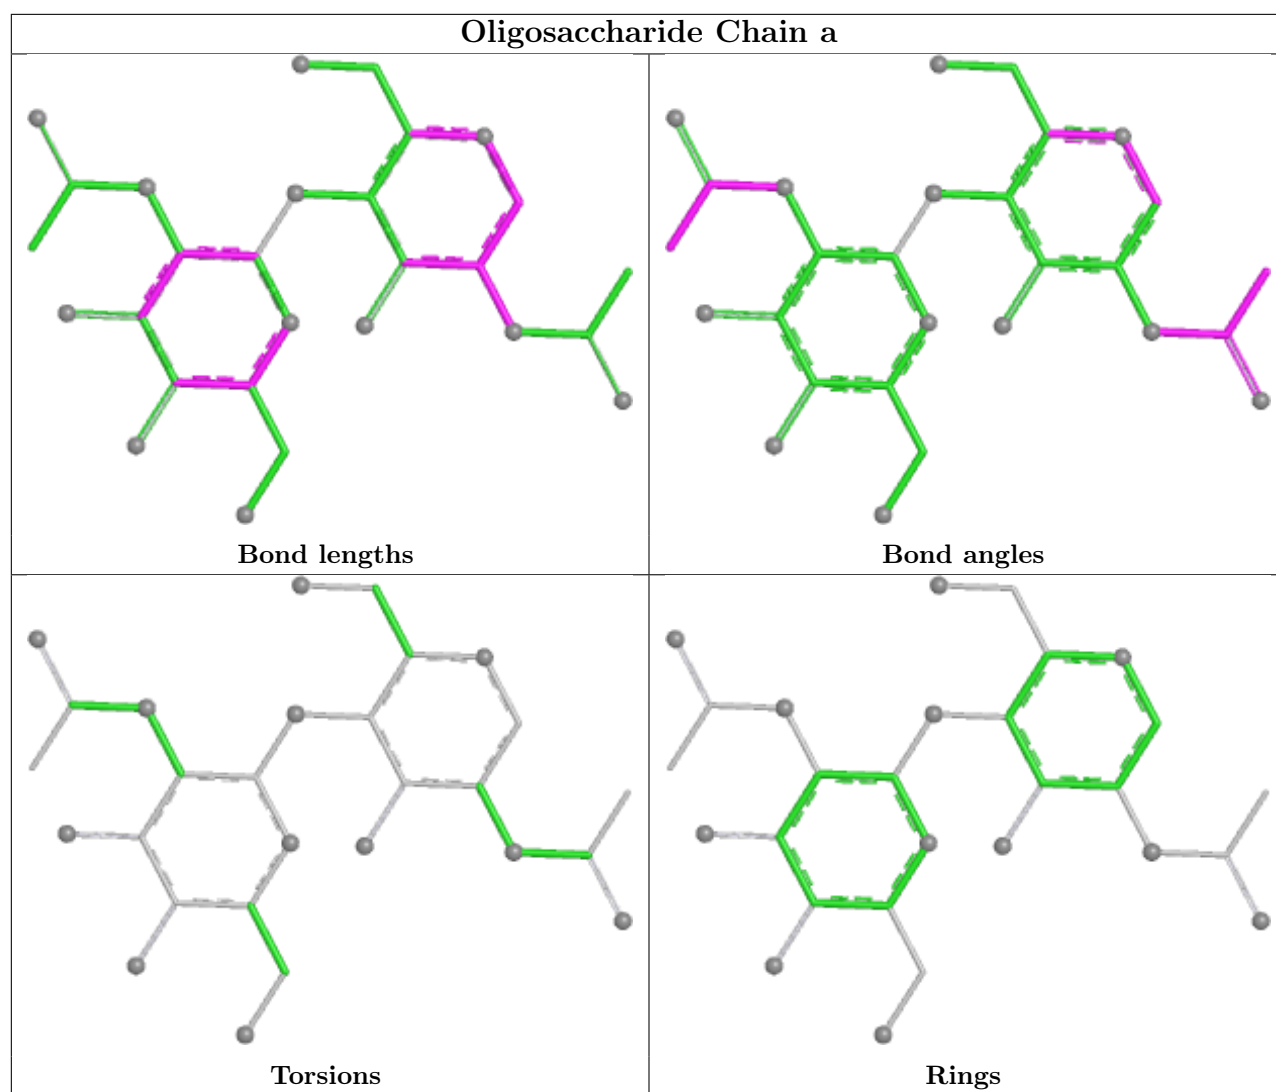 Oligosaccharide Chain a
Bond lengths
Bond angles
Torsions
Rings